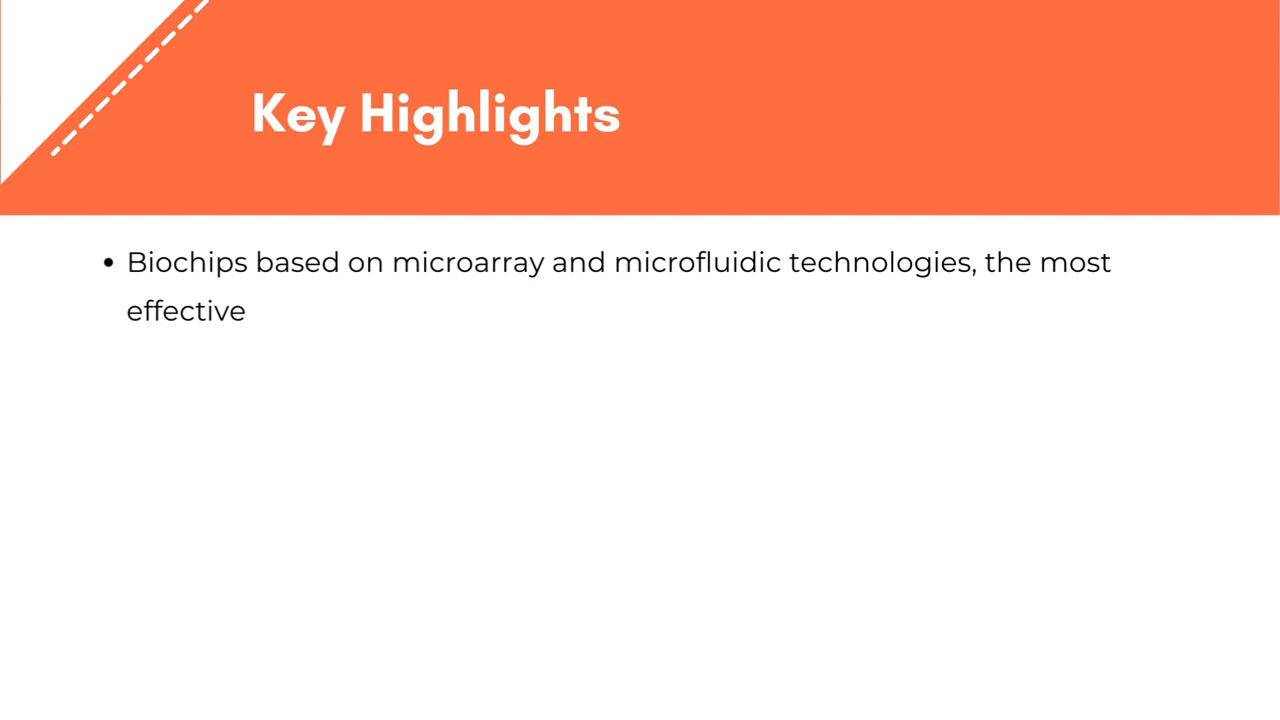 Key Highlights
• Biochips based on microarray and microfluidic technologies, the most
effective